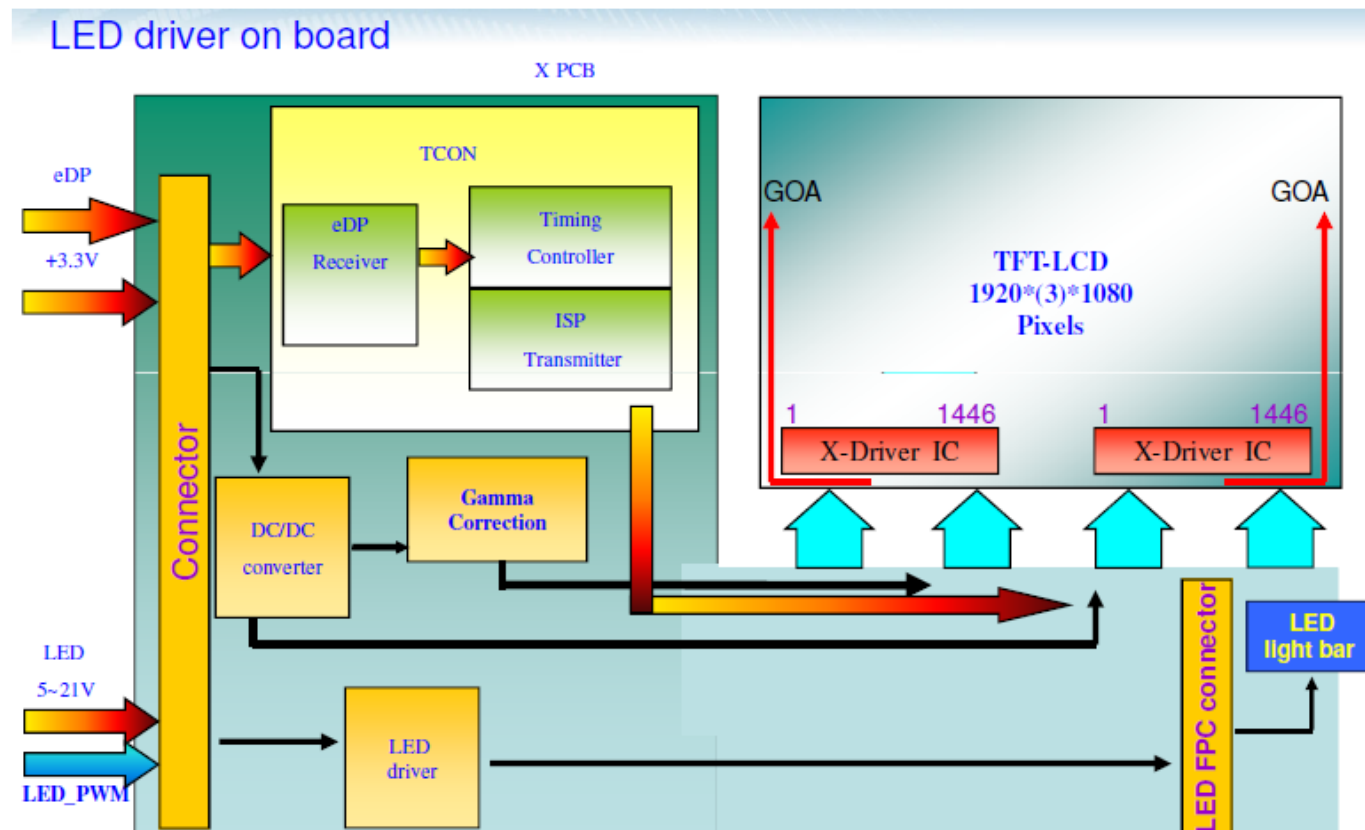 LED driver on board
X PCB
eDP
+3.3V
LED
5~21V
LED_PWM
Connector
TCON
eDP
Receiver
Timing
Controller
ISP
Transmitter
DC/DC
converter
Gamma
Correction
LED
driver
GOA
GOA
TFT-LCD
1920*(3)*1080
Pixels
1
1446
1
1446
X-Driver IC
X-Driver IC
LED FPC connector
LED
light bar